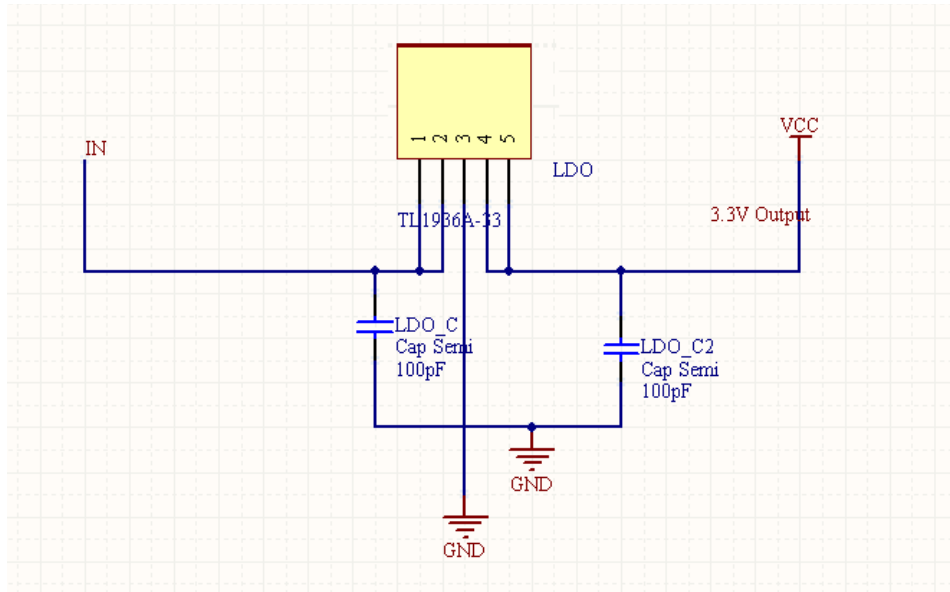 1 2 3 4 5
IN
VCC
LDO
TL1936A-33
3.3V Output
LDO_C
Cap Semi
100pF
LDO_C2
Cap Semi
100pF
GND
GND